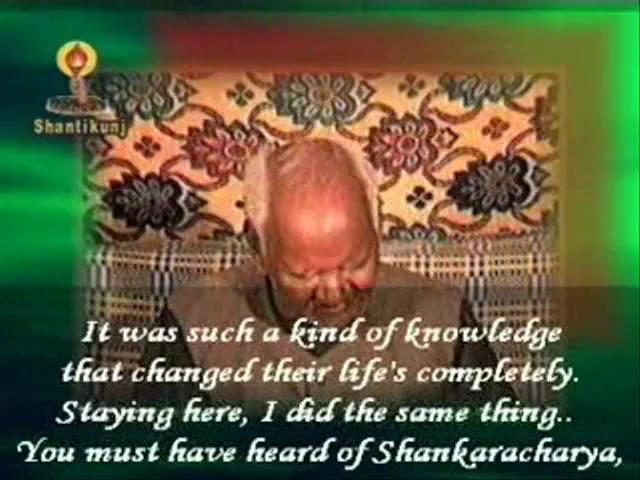 Shantikunj
It was such a kind of knowledge
that changed their life's completely.
Staying here, I did the same thing..
You must have heard of Shankaracharya,